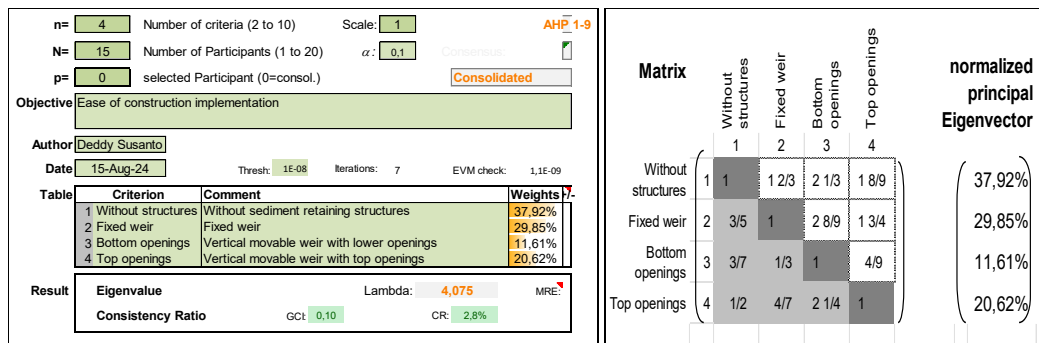 n= 4 Number of criteria (2 to 10) Scale: 1 AHP 1-9
N= 15 Number of Participants (1 to 20) α: 0,1 Consensus:
p= 0 selected Participant (0=consol.) Consolidated
Objective Ease of construction implementation
Author Deddy Susanto
Date 15-Aug-24 Thresh: 1E-08 Iterations: 7 EVM check: 1,1E-09
Table Criterion Comment Weights +/-
1 Without structures Without sediment retaining structures 37,92%
2 Fixed weir Fixed weir 29,85%
3 Bottom openings Vertical movable weir with lower openings 11,61%
4 Top openings Vertical movable weir with top openings 20,62%
Result Eigenvalue Lambda: 4,075 MRE:
Consistency Ratio GCI: 0,10 CR: 2,8%
Matrix
Without
structures
Fixed weir
Bottom
openings
Top openings
normalized
principal
Eigenvector
1 2 3 4
Without
structures 1 1 1 2/3 2 1/3 1 8/9 37,92%
Fixed weir 2 3/5 1 2 8/9 1 3/4 29,85%
Bottom
openings 3 3/7 1/3 1 4/9 11,61%
Top openings 4 1/2 4/7 2 1/4 1 20,62%